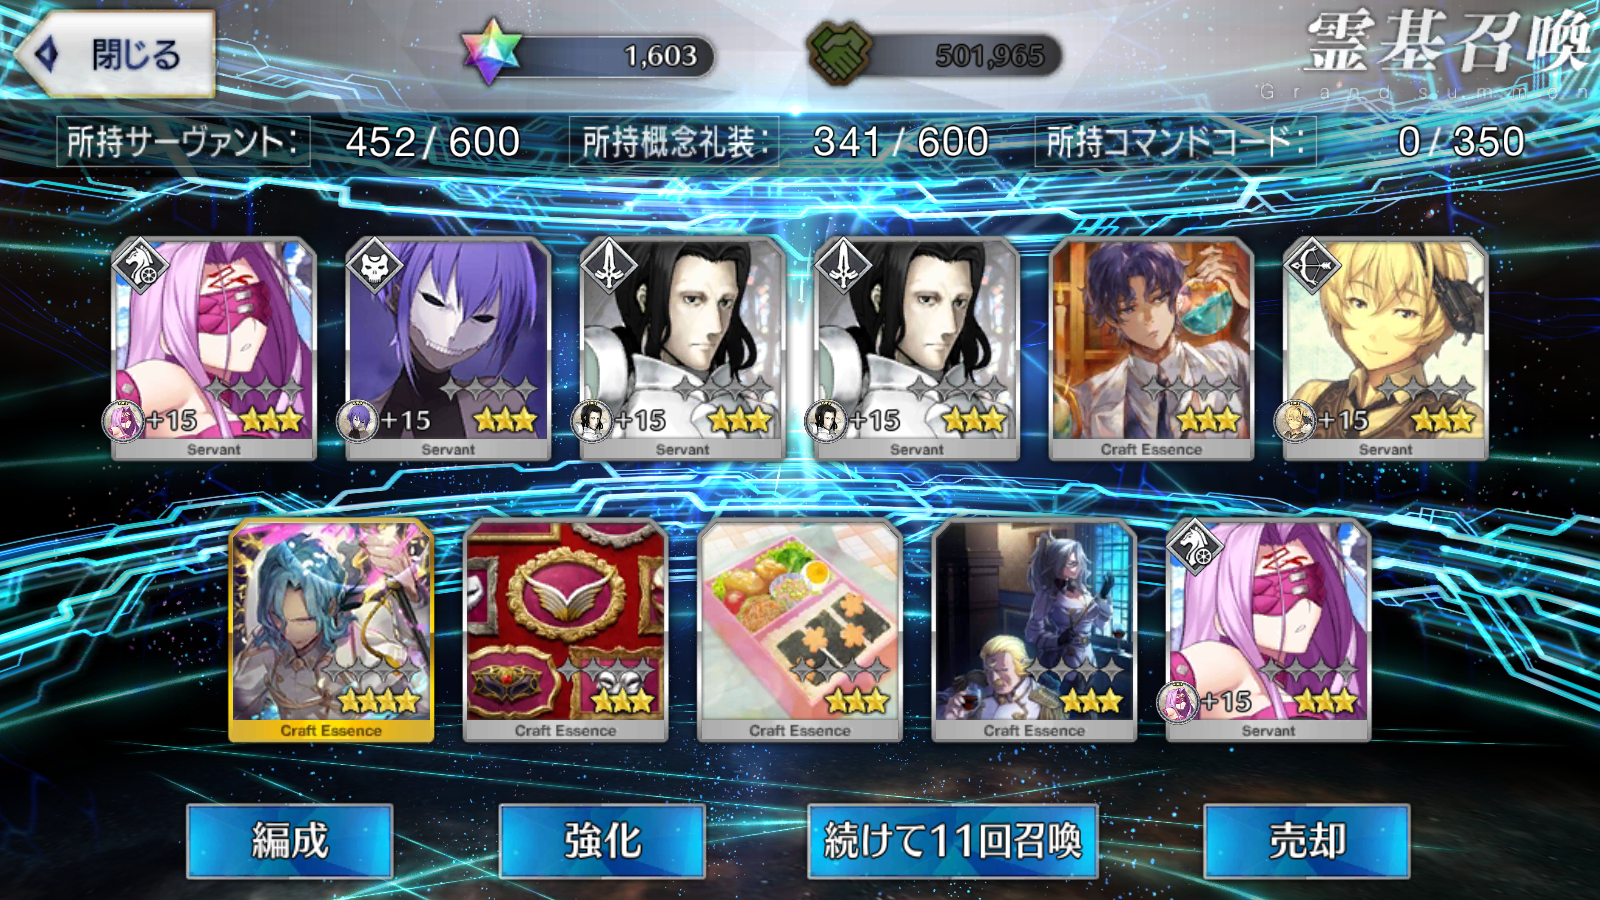 閉じる
1,603
501,965
霊基召喚
Grand summon
所持サーヴァント: 452/600
所持概念礼装: 341/600
所持コマンドコード: 0/350
+15
Servant
+15
Servant
+15
Servant
+15
Servant
Craft Essence
+15
Servant
Craft Essence
Craft Essence
Craft Essence
Craft Essence
+15
Servant
編成
強化
続けて11回召喚
売却